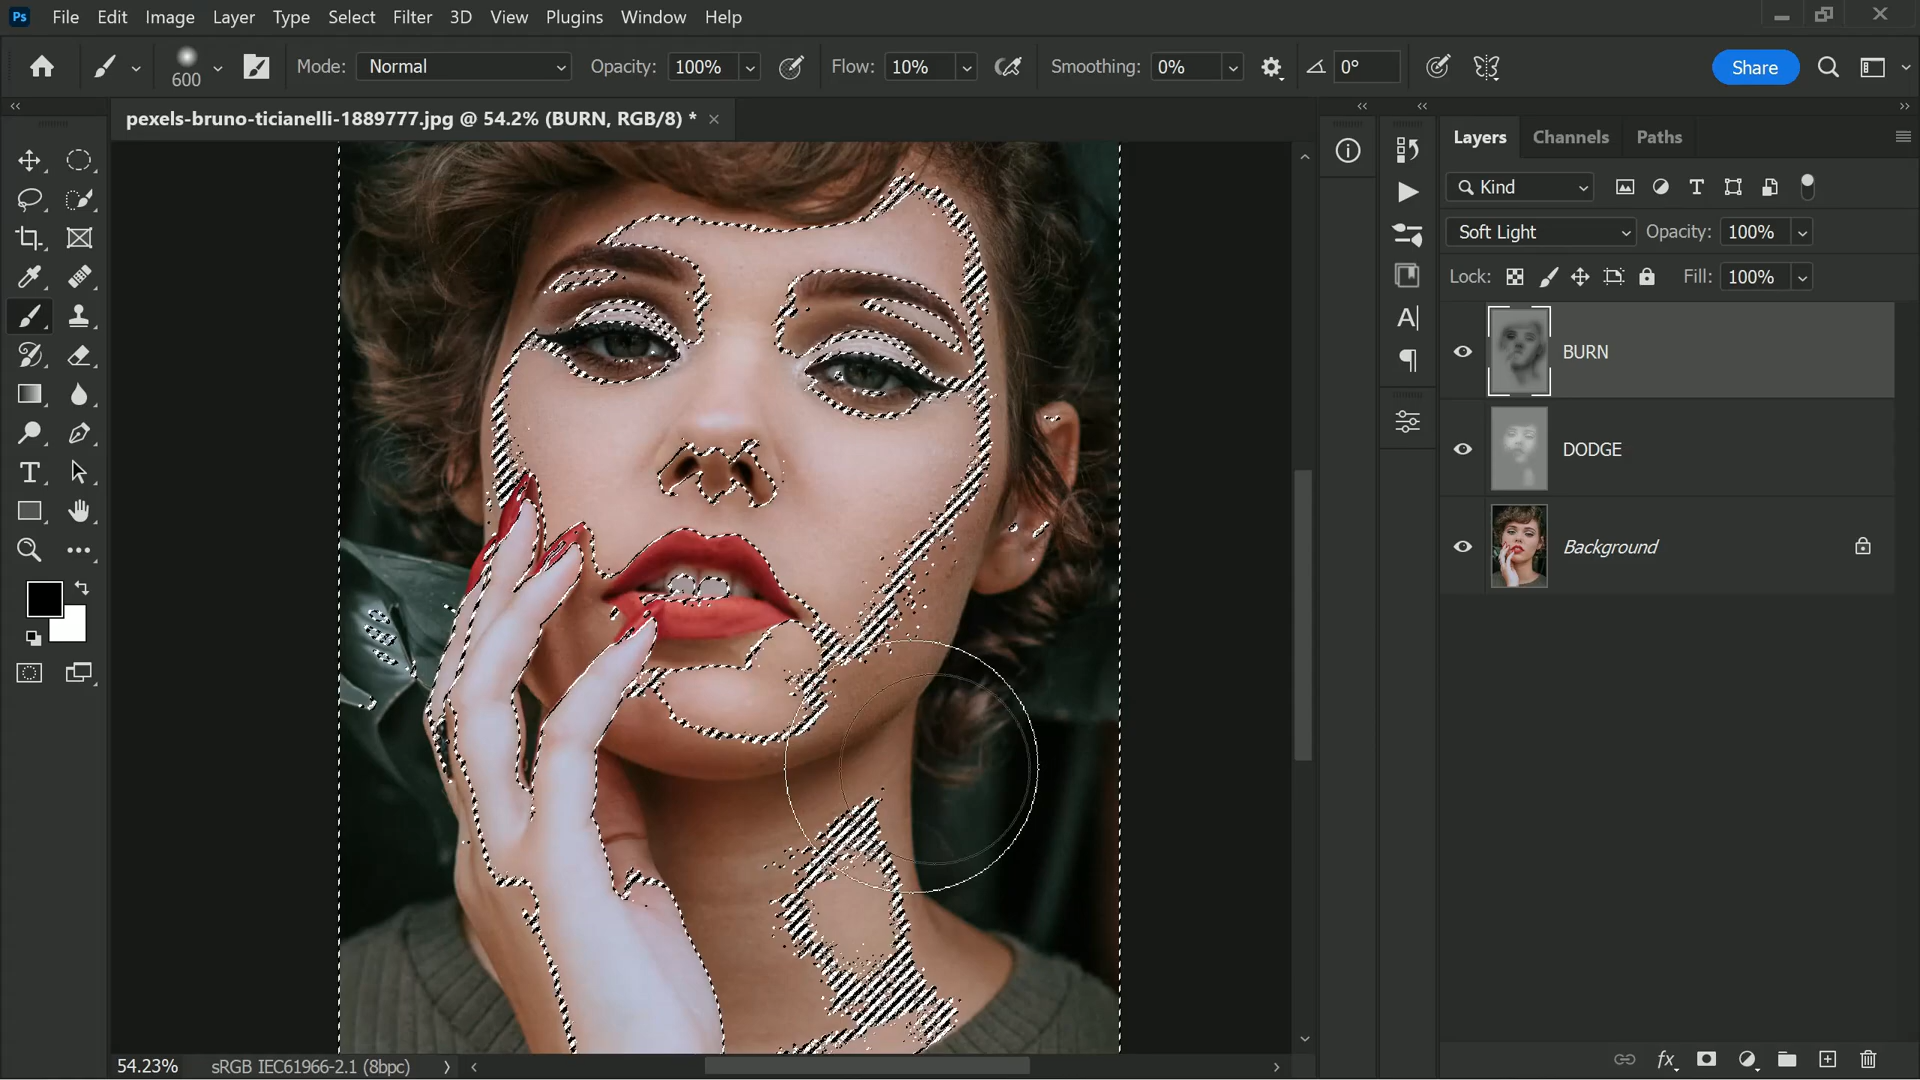 Ps File Edit Image Layer Type Select Filter 3D View Plugins Window Help
600 Mode: Normal Opacity: 100% Flow: 10% Smoothing: 0% 0° Share
pexels-bruno-ticianelli-1889777.jpg @ 54.2% (BURN, RGB/8) *
Layers Channels Paths
Kind
Soft Light Opacity: 100%
Lock: Fill: 100%
BURN
DODGE
Background
54.23% sRGB IEC61966-2.1 (8bpc)